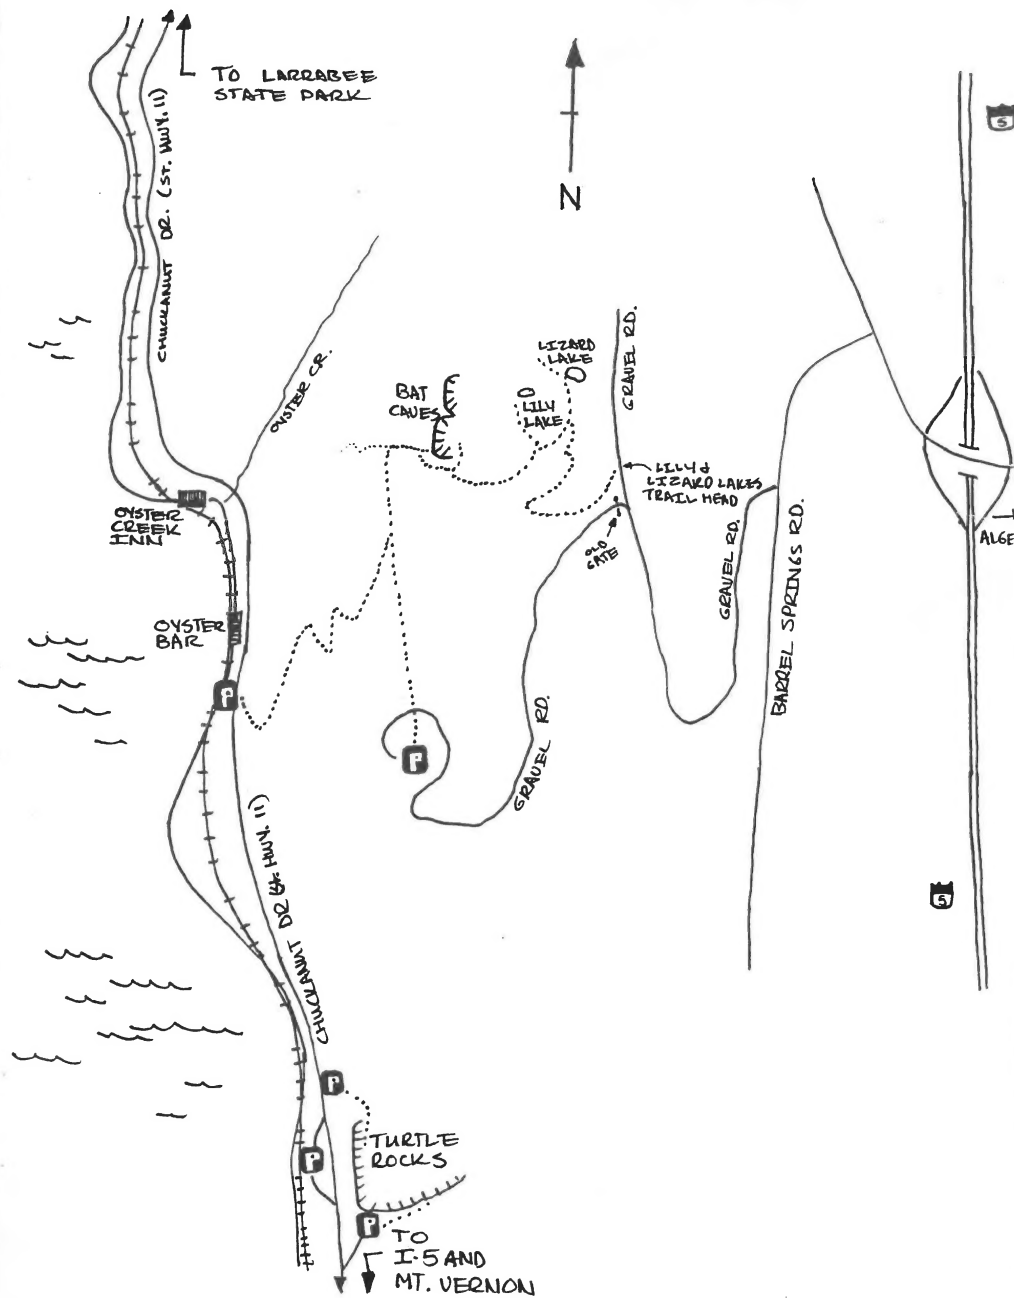 TO LARRABEE
STATE PARK
CHUCKANUT DR. (ST. HWY. 11)
N
5
OYSTER CR.
BAT
CAVES
LIZARD
LAKE
LILY
LAKE
GRAVEL RD.
LILY &
LIZARD LAKES
TRAIL HEAD
OLD
GATE
GRAVEL RD.
BARREL SPRINGS RD.
ALGE
OYSTER
CREEK
INN
OYSTER
BAR
P
P
GRAVEL RD.
CHUCKANUT DR (ST. HWY. 11)
5
P
P
TURTLE
ROCKS
P
TO
I-5 AND
MT. VERNON